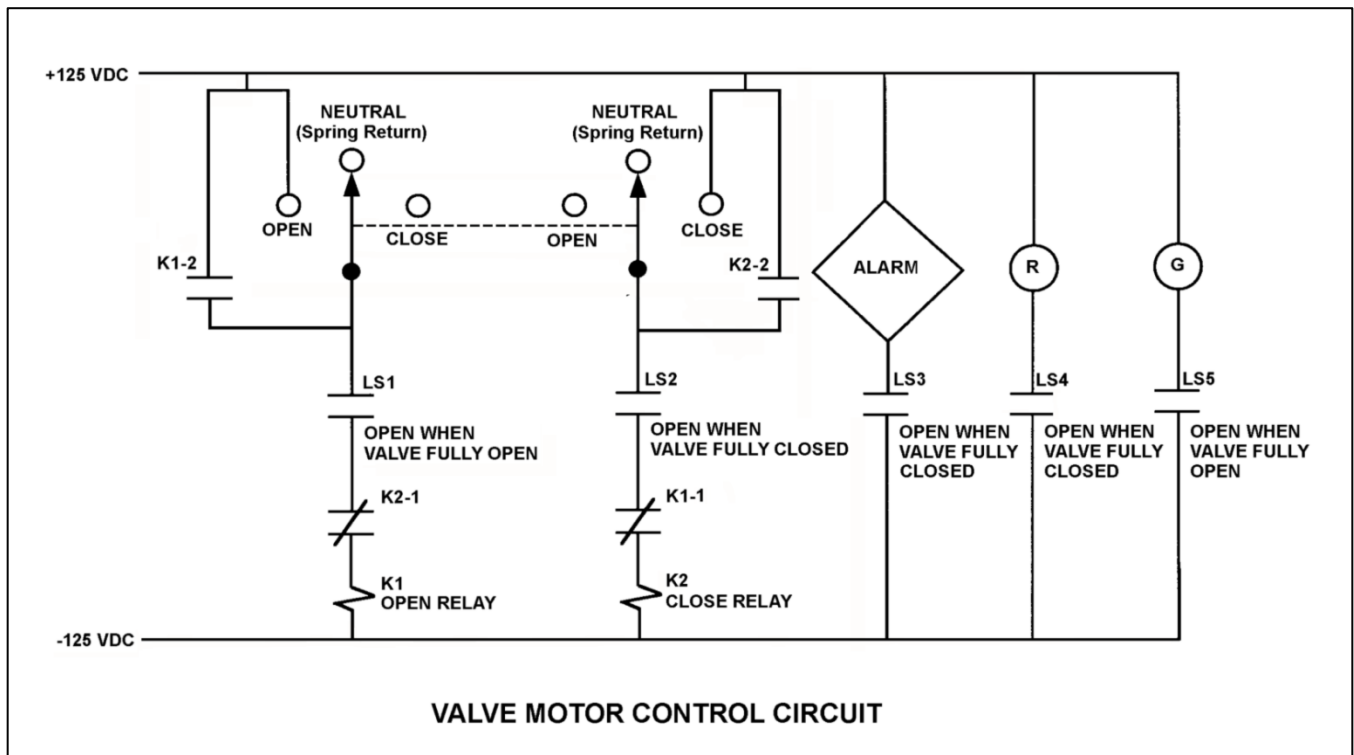 +125 VDC
NEUTRAL
(Spring Return)
NEUTRAL
(Spring Return)
OPEN
CLOSE
OPEN
CLOSE
K1-2
K2-2
ALARM
R
G
LS1
OPEN WHEN
VALVE FULLY OPEN
LS2
OPEN WHEN
VALVE FULLY CLOSED
LS3
OPEN WHEN
VALVE FULLY
CLOSED
LS4
OPEN WHEN
VALVE FULLY
CLOSED
LS5
OPEN WHEN
VALVE FULLY
OPEN
K2-1
K1-1
K1
OPEN RELAY
K2
CLOSE RELAY
-125 VDC
VALVE MOTOR CONTROL CIRCUIT